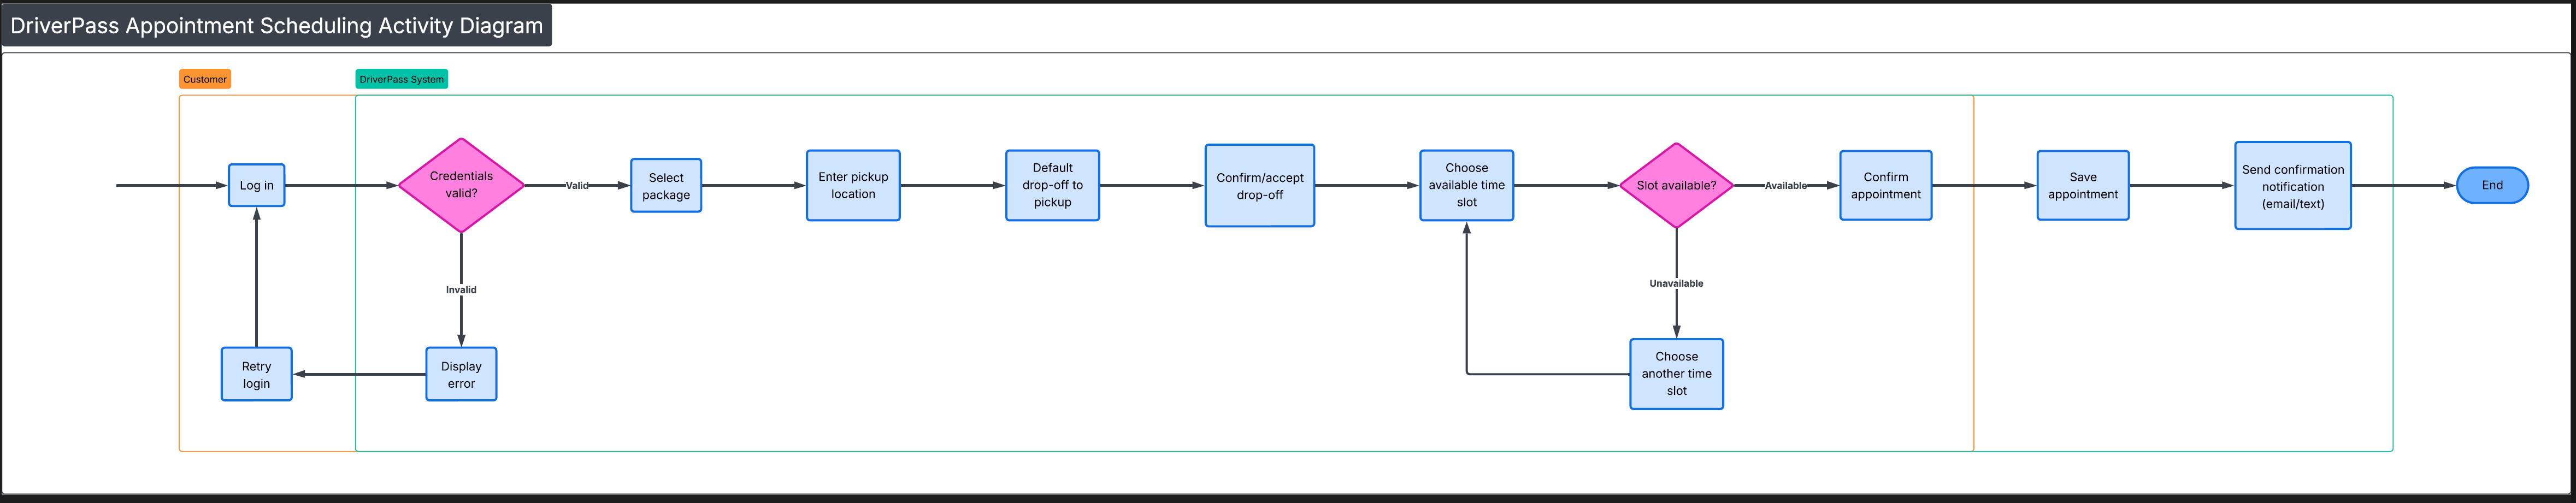 DriverPass Appointment Scheduling Activity Diagram
Customer
DriverPass System
Log in
Credentials
valid?
Valid
Select
package
Enter pickup
location
Default
drop-off to
pickup
Confirm/accept
drop-off
Choose
available time
slot
Slot available?
Available
Confirm
appointment
Save
appointment
Send confirmation
notification
(email/text)
End
Invalid
Unavailable
Retry
login
Display
error
Choose
another time
slot